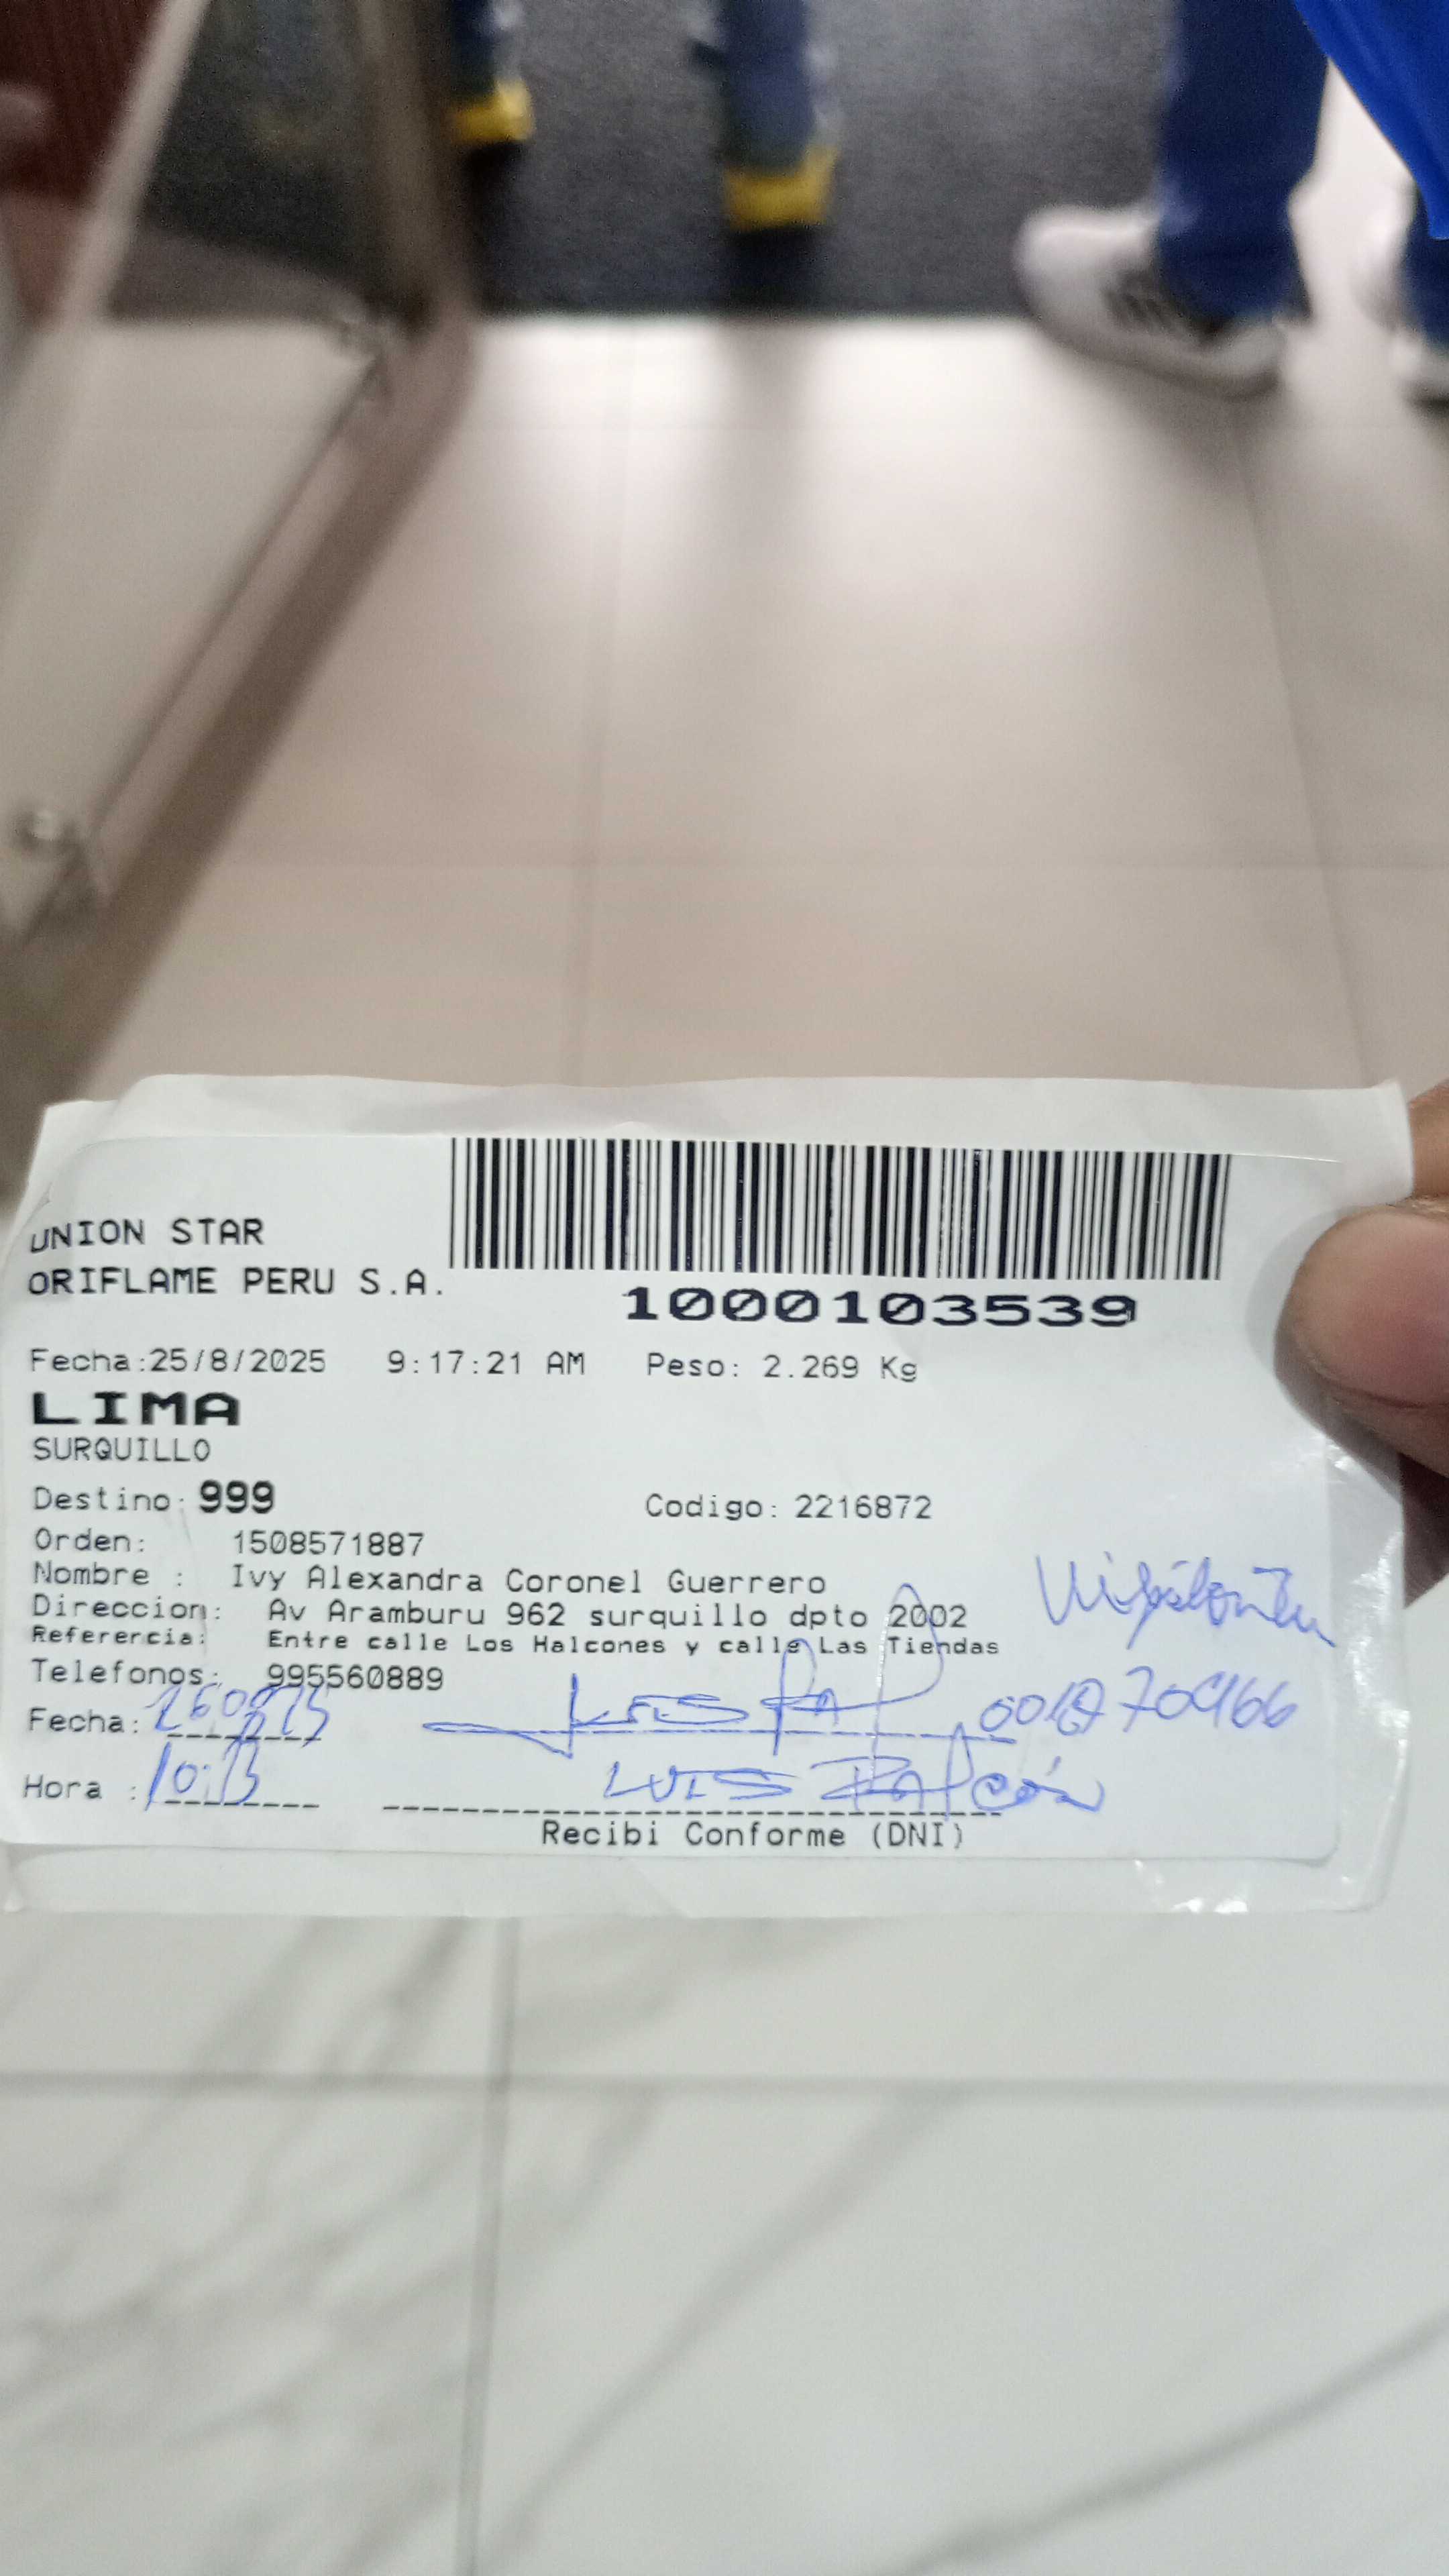 UNION STAR
ORIFLAME PERU S.A.
1000103539
Fecha:25/8/2025 9:17:21 AM Peso: 2.269 Kg
LIMA
SURQUILLO
Destino: 999 Codigo: 2216872
Orden: 1508571887
Nombre : Ivy Alexandra Coronel Guerrero
Direccion: Av Aramburu 962 surquillo dpto 2002
Referercia: Entre calle Los Halcones y calle Las Tiendas
Telefonos: 995560889
Fecha:
Hora :
LUIS
Recibi Conforme (DNI)